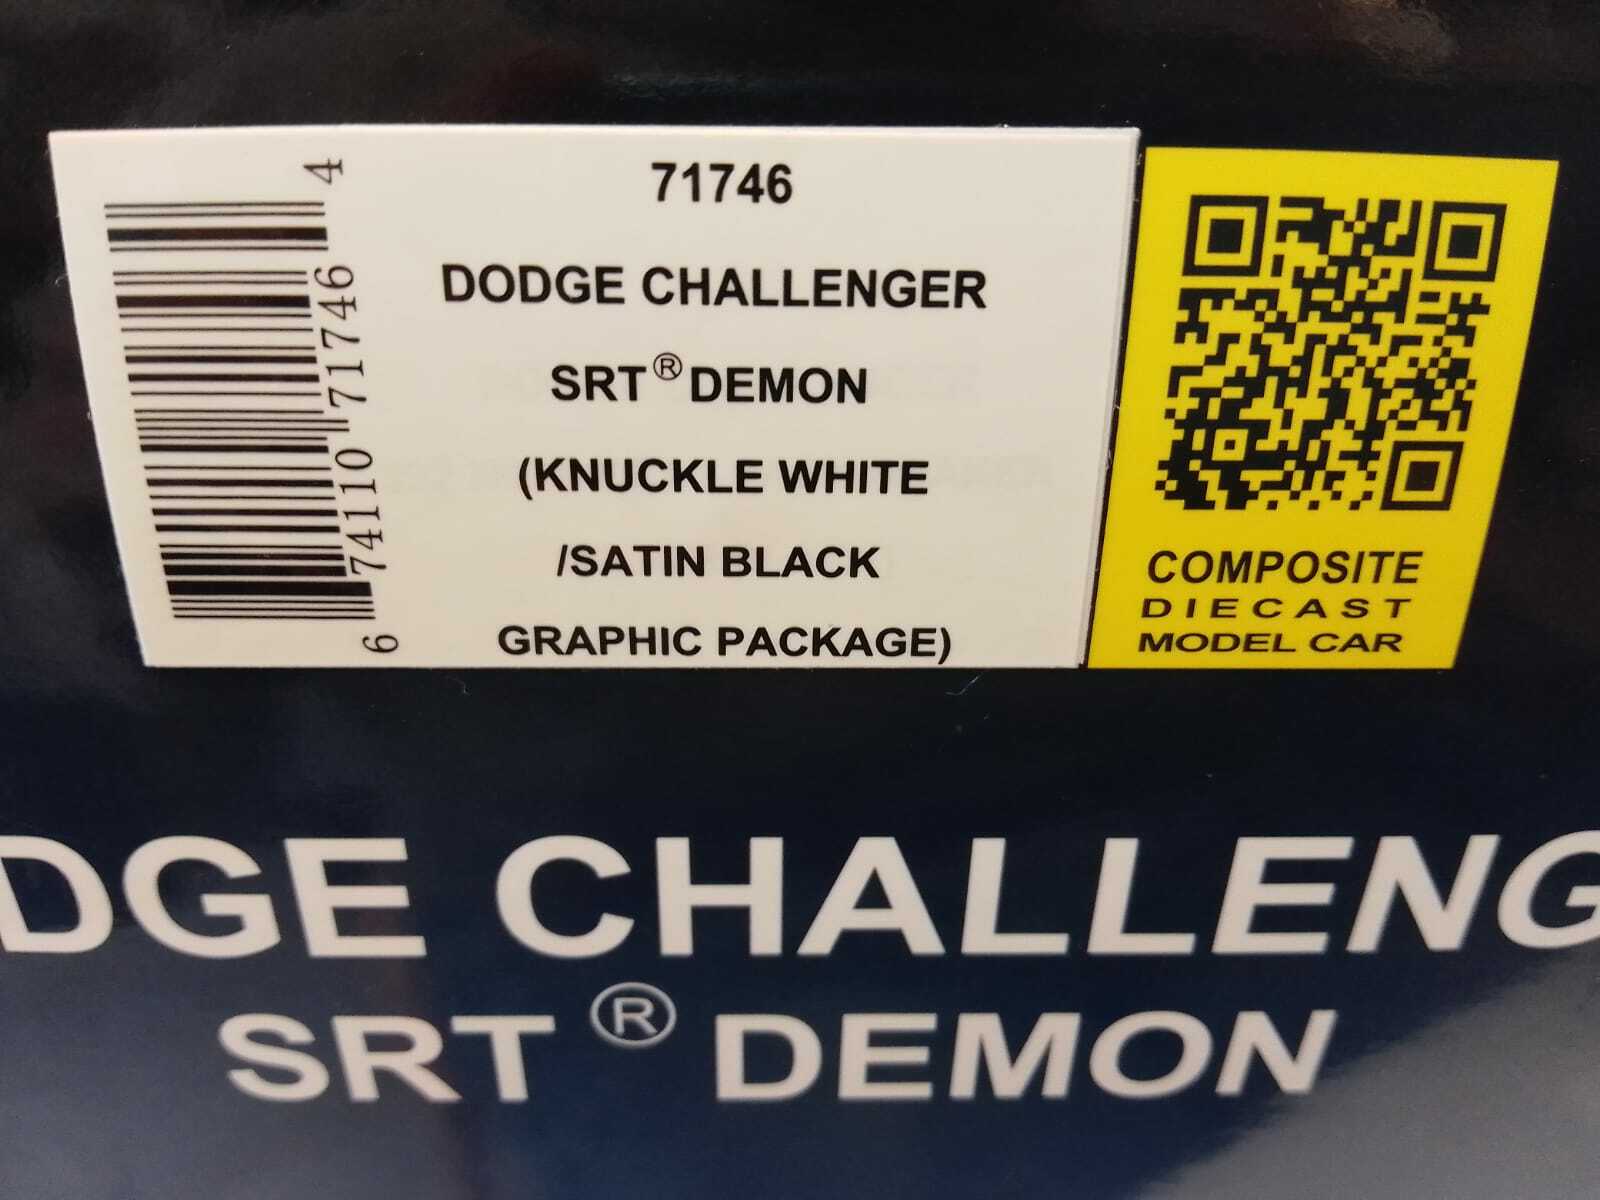 71746
DODGE CHALLENGER
SRT® DEMON
(KNUCKLE WHITE
/SATIN BLACK
GRAPHIC PACKAGE)
6 74110 71746 4
COMPOSITE
DIECAST
MODEL CAR
DGE CHALLENG
SRT® DEMON